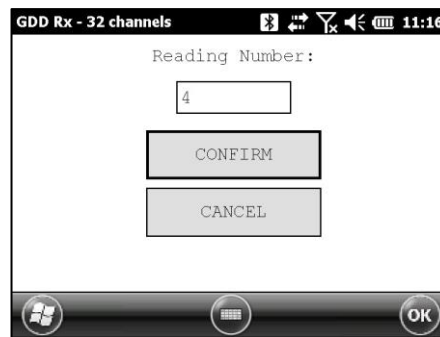 GDD Rx - 32 channels 11:16
Reading Number:
4
CONFIRM
CANCEL
OK